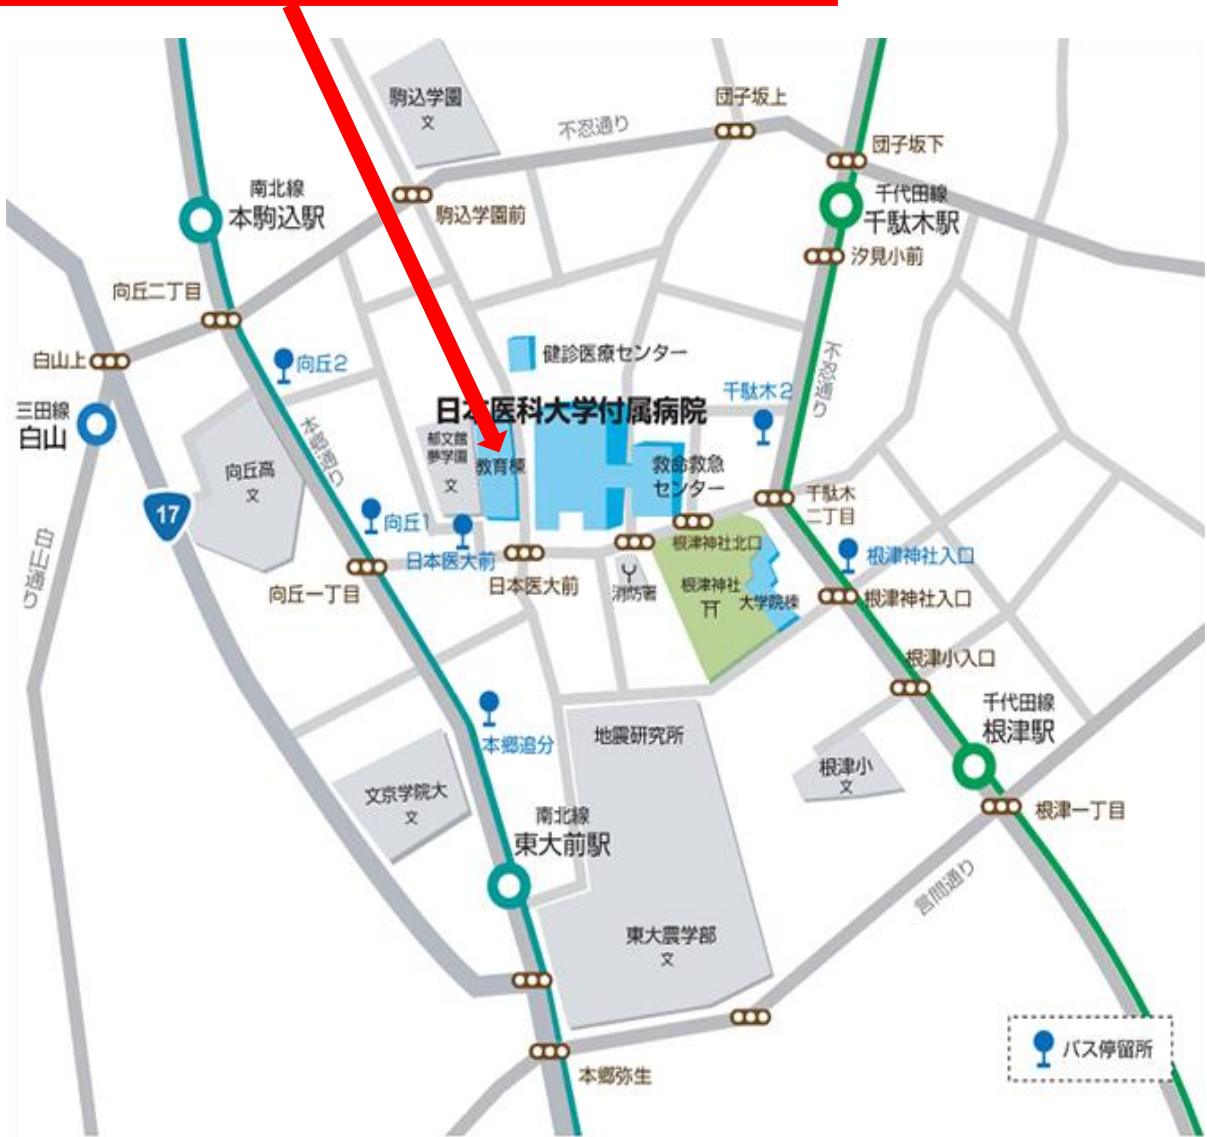 駒込学園
文
不忍通り
団子坂上
団子坂下
南北線
本駒込駅
駒込学園前
千代田線
千駄木駅
汐見小前
向丘二丁目
白山上
向丘2
健診医療センター
不忍通り
三田線
白山
日本医科大学付属病院
千駄木2
本郷通り
郁文館
夢学園
文
教育棟
救命救急
センター
向丘高
文
17
千駄木
二丁目
白山通り
向丘1
日本医大前
根津神社北口
根津神社入口
向丘一丁目
日本医大前
消防署
根津神社
大学院棟
根津神社入口
根津小入口
千代田線
根津駅
本郷追分
地震研究所
根津小
文
文京学院大
文
南北線
東大前駅
根津一丁目
言問通り
東大農学部
文
本郷弥生
バス停留所